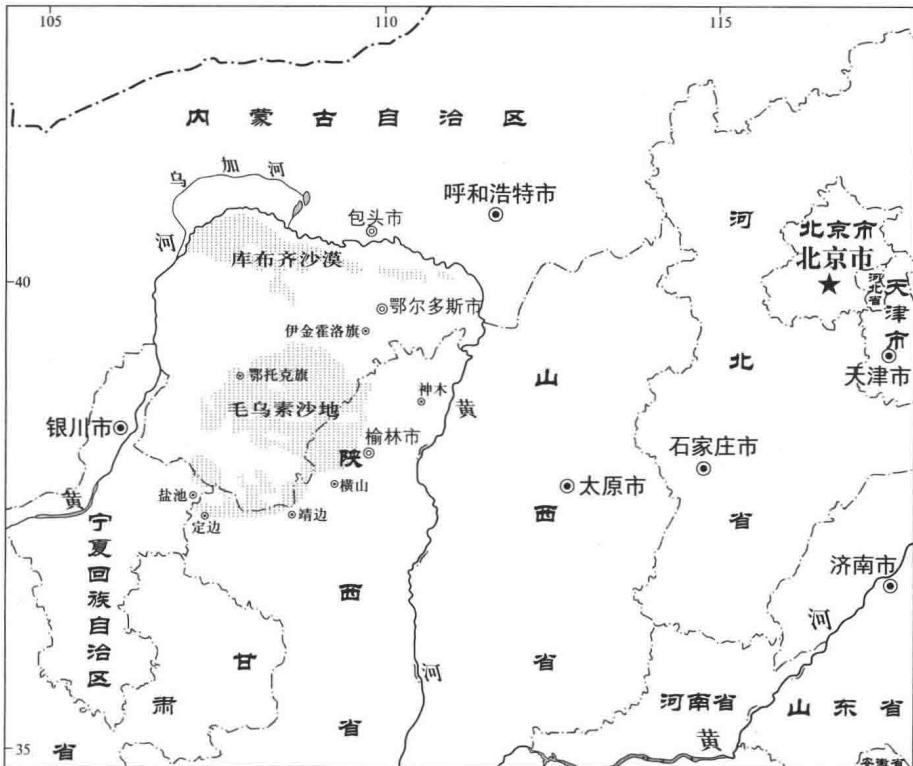 105
110
115
内蒙古自治区
乌加河
呼和浩特市
包头市
河
河
北京市
北京市
库布齐沙漠
40
河北省
天津市
鄂尔多斯市
伊金霍洛旗
天津市
北
山
鄂托克旗
神木
毛乌素沙地
黄
银川市
榆林市
石家庄市
陕
盐池
横山
太原市
黄
定边
靖边
西
省
宁夏回族自治区
济南市
西
河
甘
河
省
肃
河南省
山东省
省
省
黄
35
安徽省